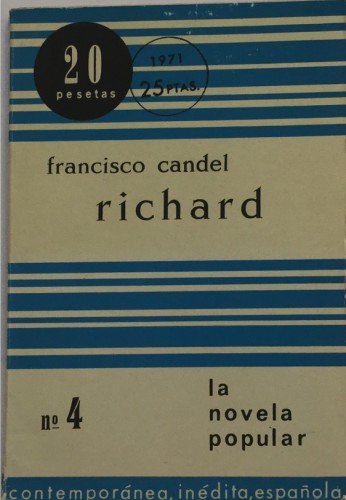 20
pesetas
1971
25 PTAS.
francisco candel
richard
nº 4
la
novela
popular
contemporánea, inédita, española